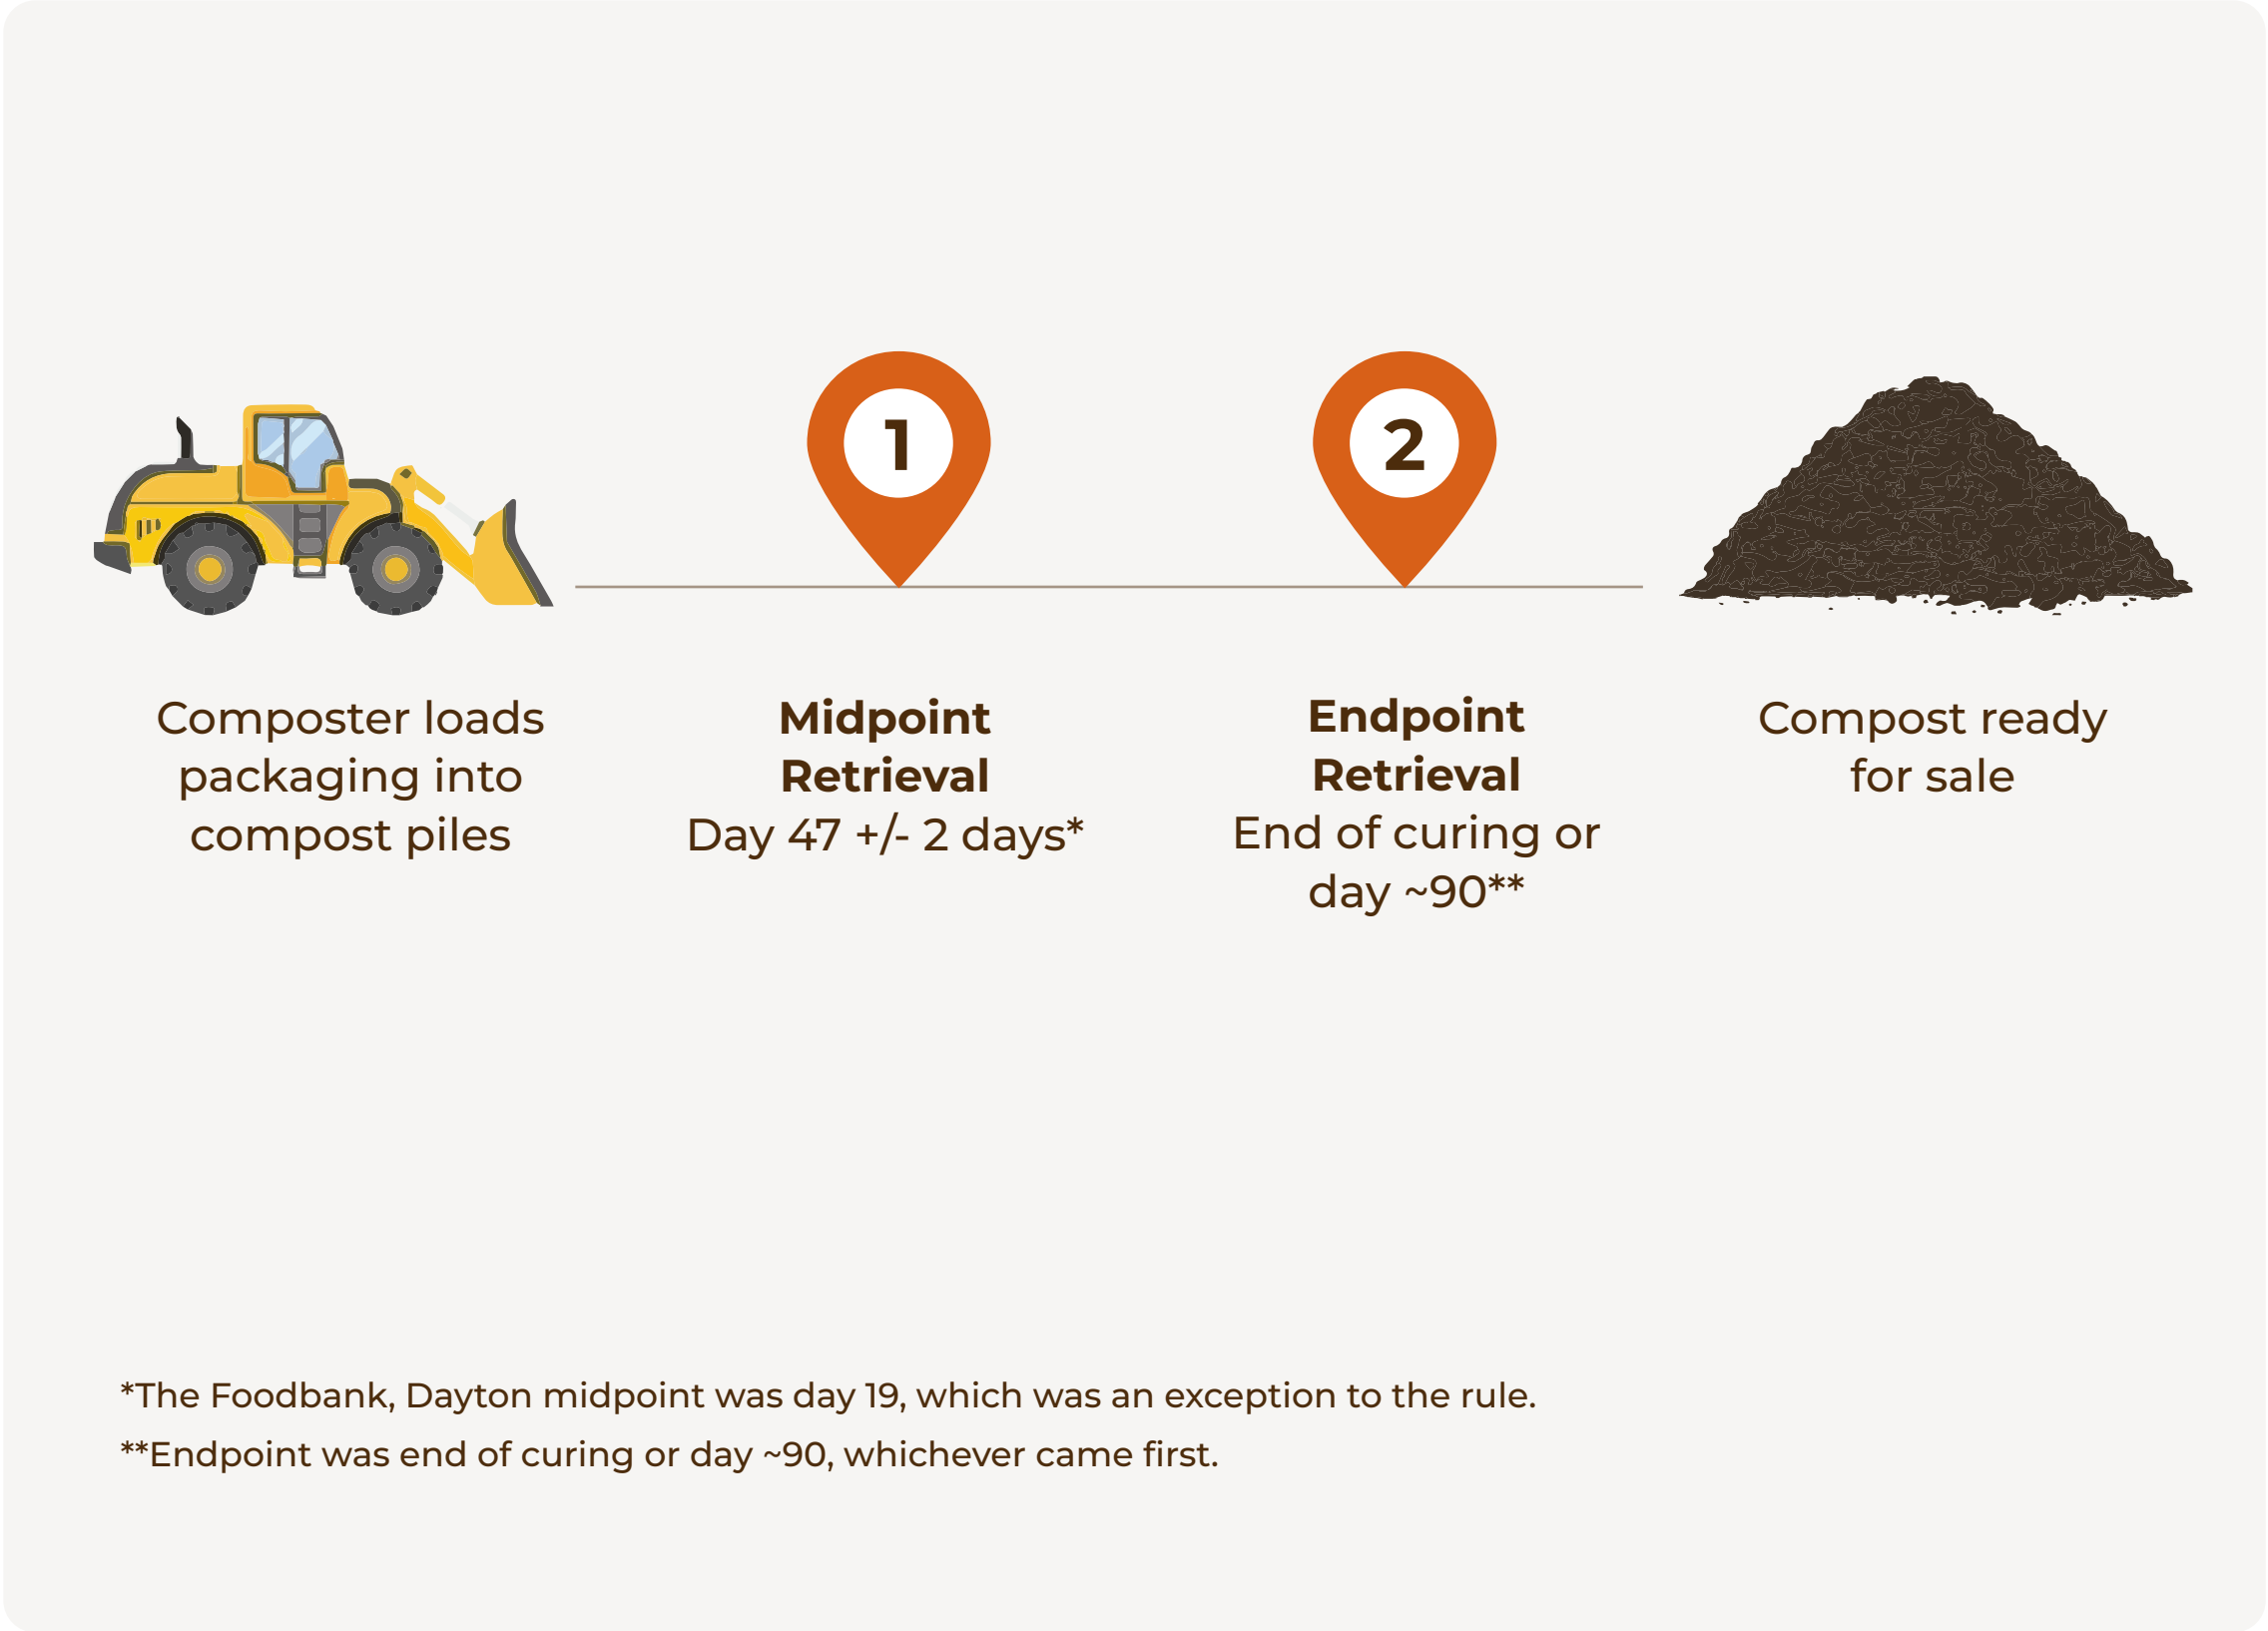 1
2
Composter loads
packaging into
compost piles
Midpoint
Retrieval
Day 47 +/- 2 days*
Endpoint
Retrieval
End of curing or
day ~90**
Compost ready
for sale
*The Foodbank, Dayton midpoint was day 19, which was an exception to the rule.
**Endpoint was end of curing or day ~90, whichever came first.